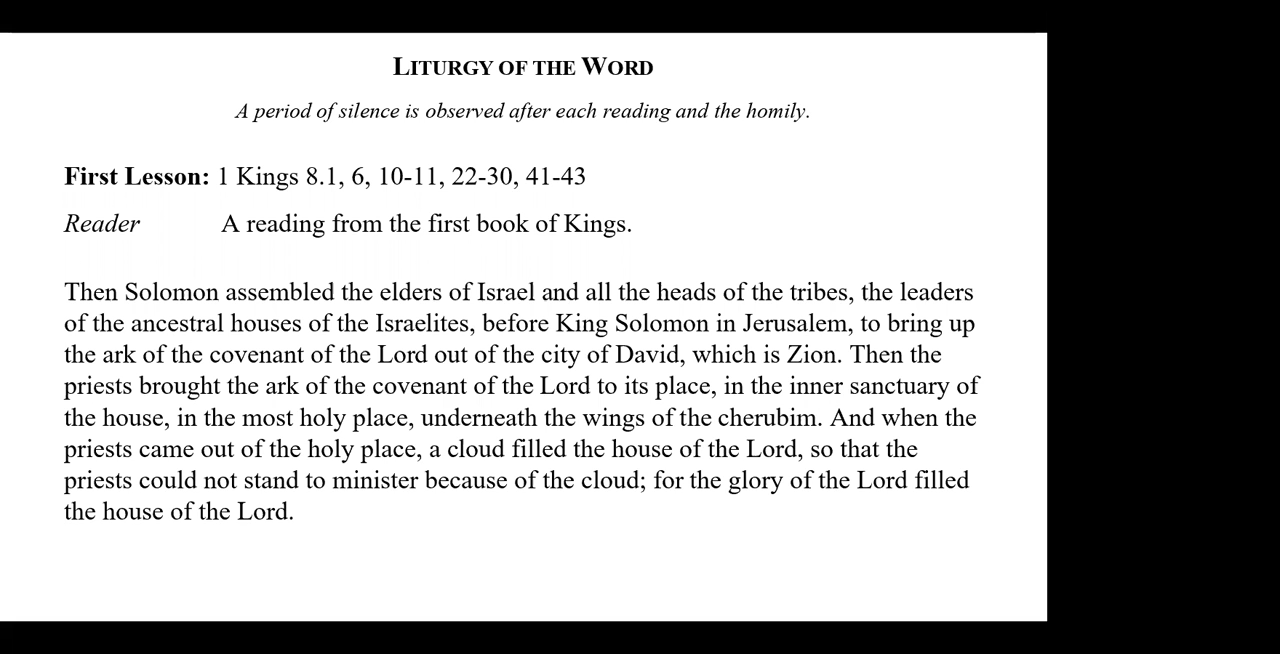 LITURGY OF THE WORD
A period of silence is observed after each reading and the homily.
First Lesson: 1 Kings 8.1, 6, 10-11, 22-30, 41-43
Reader A reading from the first book of Kings.
Then Solomon assembled the elders of Israel and all the heads of the tribes, the leaders
of the ancestral houses of the Israelites, before King Solomon in Jerusalem, to bring up
the ark of the covenant of the Lord out of the city of David, which is Zion. Then the
priests brought the ark of the covenant of the Lord to its place, in the inner sanctuary of
the house, in the most holy place, underneath the wings of the cherubim. And when the
priests came out of the holy place, a cloud filled the house of the Lord, so that the
priests could not stand to minister because of the cloud; for the glory of the Lord filled
the house of the Lord.